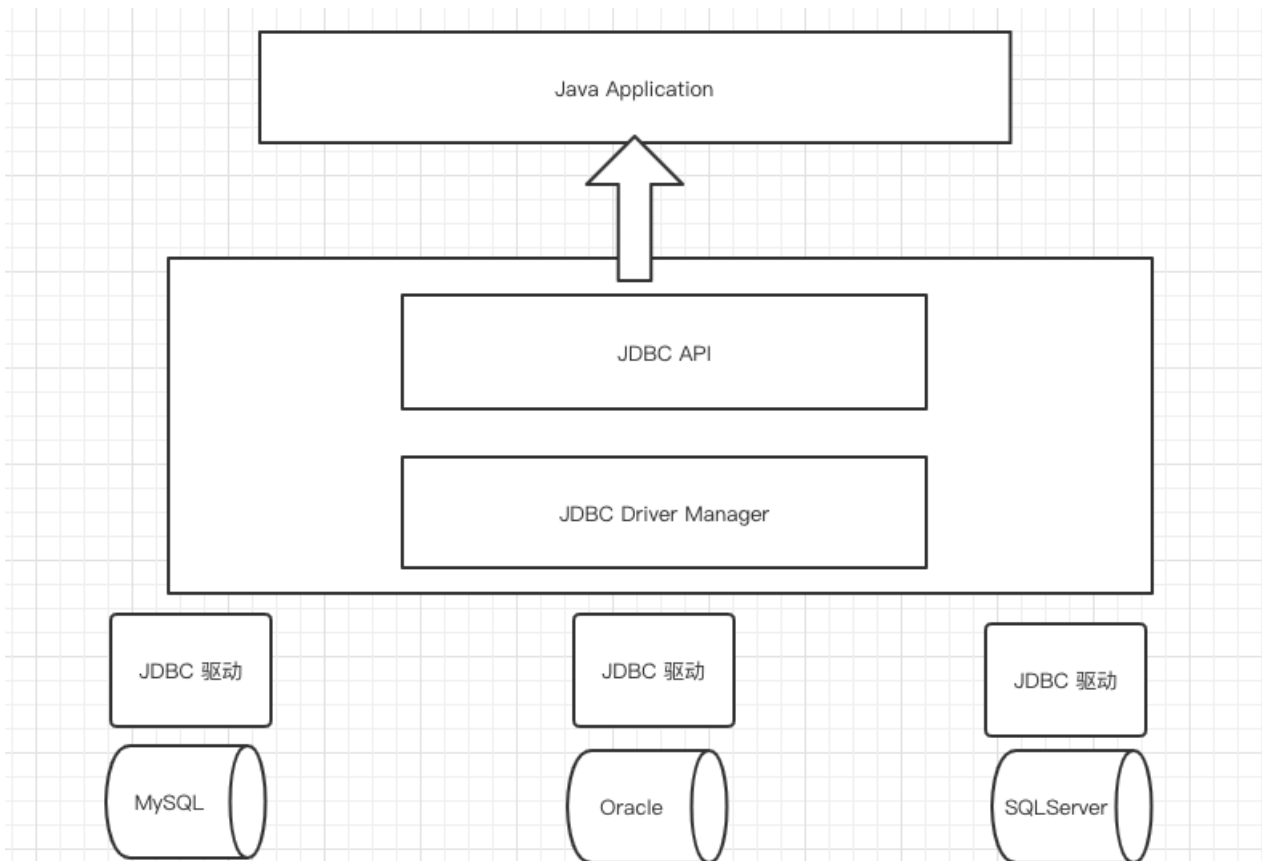 Java Application
JDBC API
JDBC Driver Manager
JDBC 驱动
JDBC 驱动
JDBC 驱动
MySQL
Oracle
SQLServer